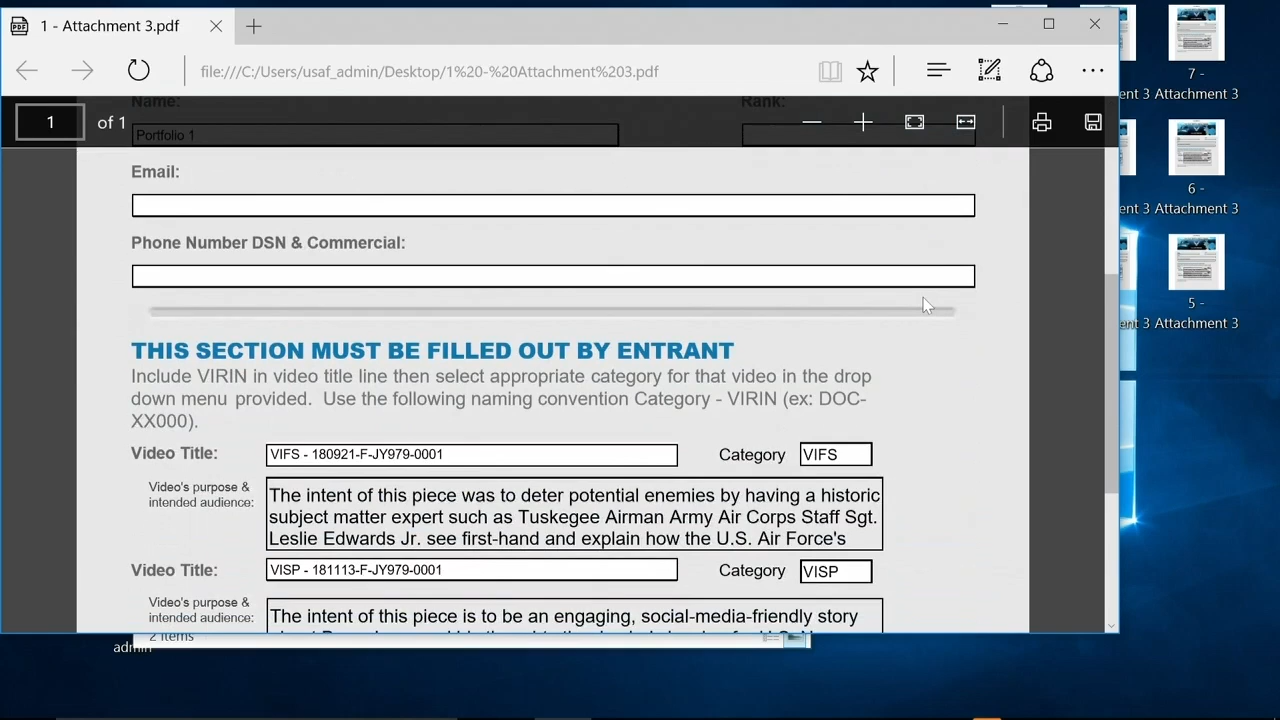 1 - Attachment 3.pdf
file:///C:/Users/usaf_admin/Desktop/1%20-%20Attachment%203.pdf
1 of 1
Name: Rank:
Portfolio 1
Email:
Phone Number DSN & Commercial:
THIS SECTION MUST BE FILLED OUT BY ENTRANT
Include VIRIN in video title line then select appropriate category for that video in the drop
down menu provided. Use the following naming convention Category - VIRIN (ex: DOC-
XX000).
Video Title: VIFS - 180921-F-JY979-0001 Category VIFS
Video's purpose &
intended audience:
The intent of this piece was to deter potential enemies by having a historic
subject matter expert such as Tuskegee Airman Army Air Corps Staff Sgt.
Leslie Edwards Jr. see first-hand and explain how the U.S. Air Force's
Video Title: VISP - 181113-F-JY979-0001 Category VISP
Video's purpose &
intended audience:
The intent of this piece is to be an engaging, social-media-friendly story
2 items
admin
7 -
ent 3 Attachment 3
6 -
ent 3 Attachment 3
5 -
ent 3 Attachment 3